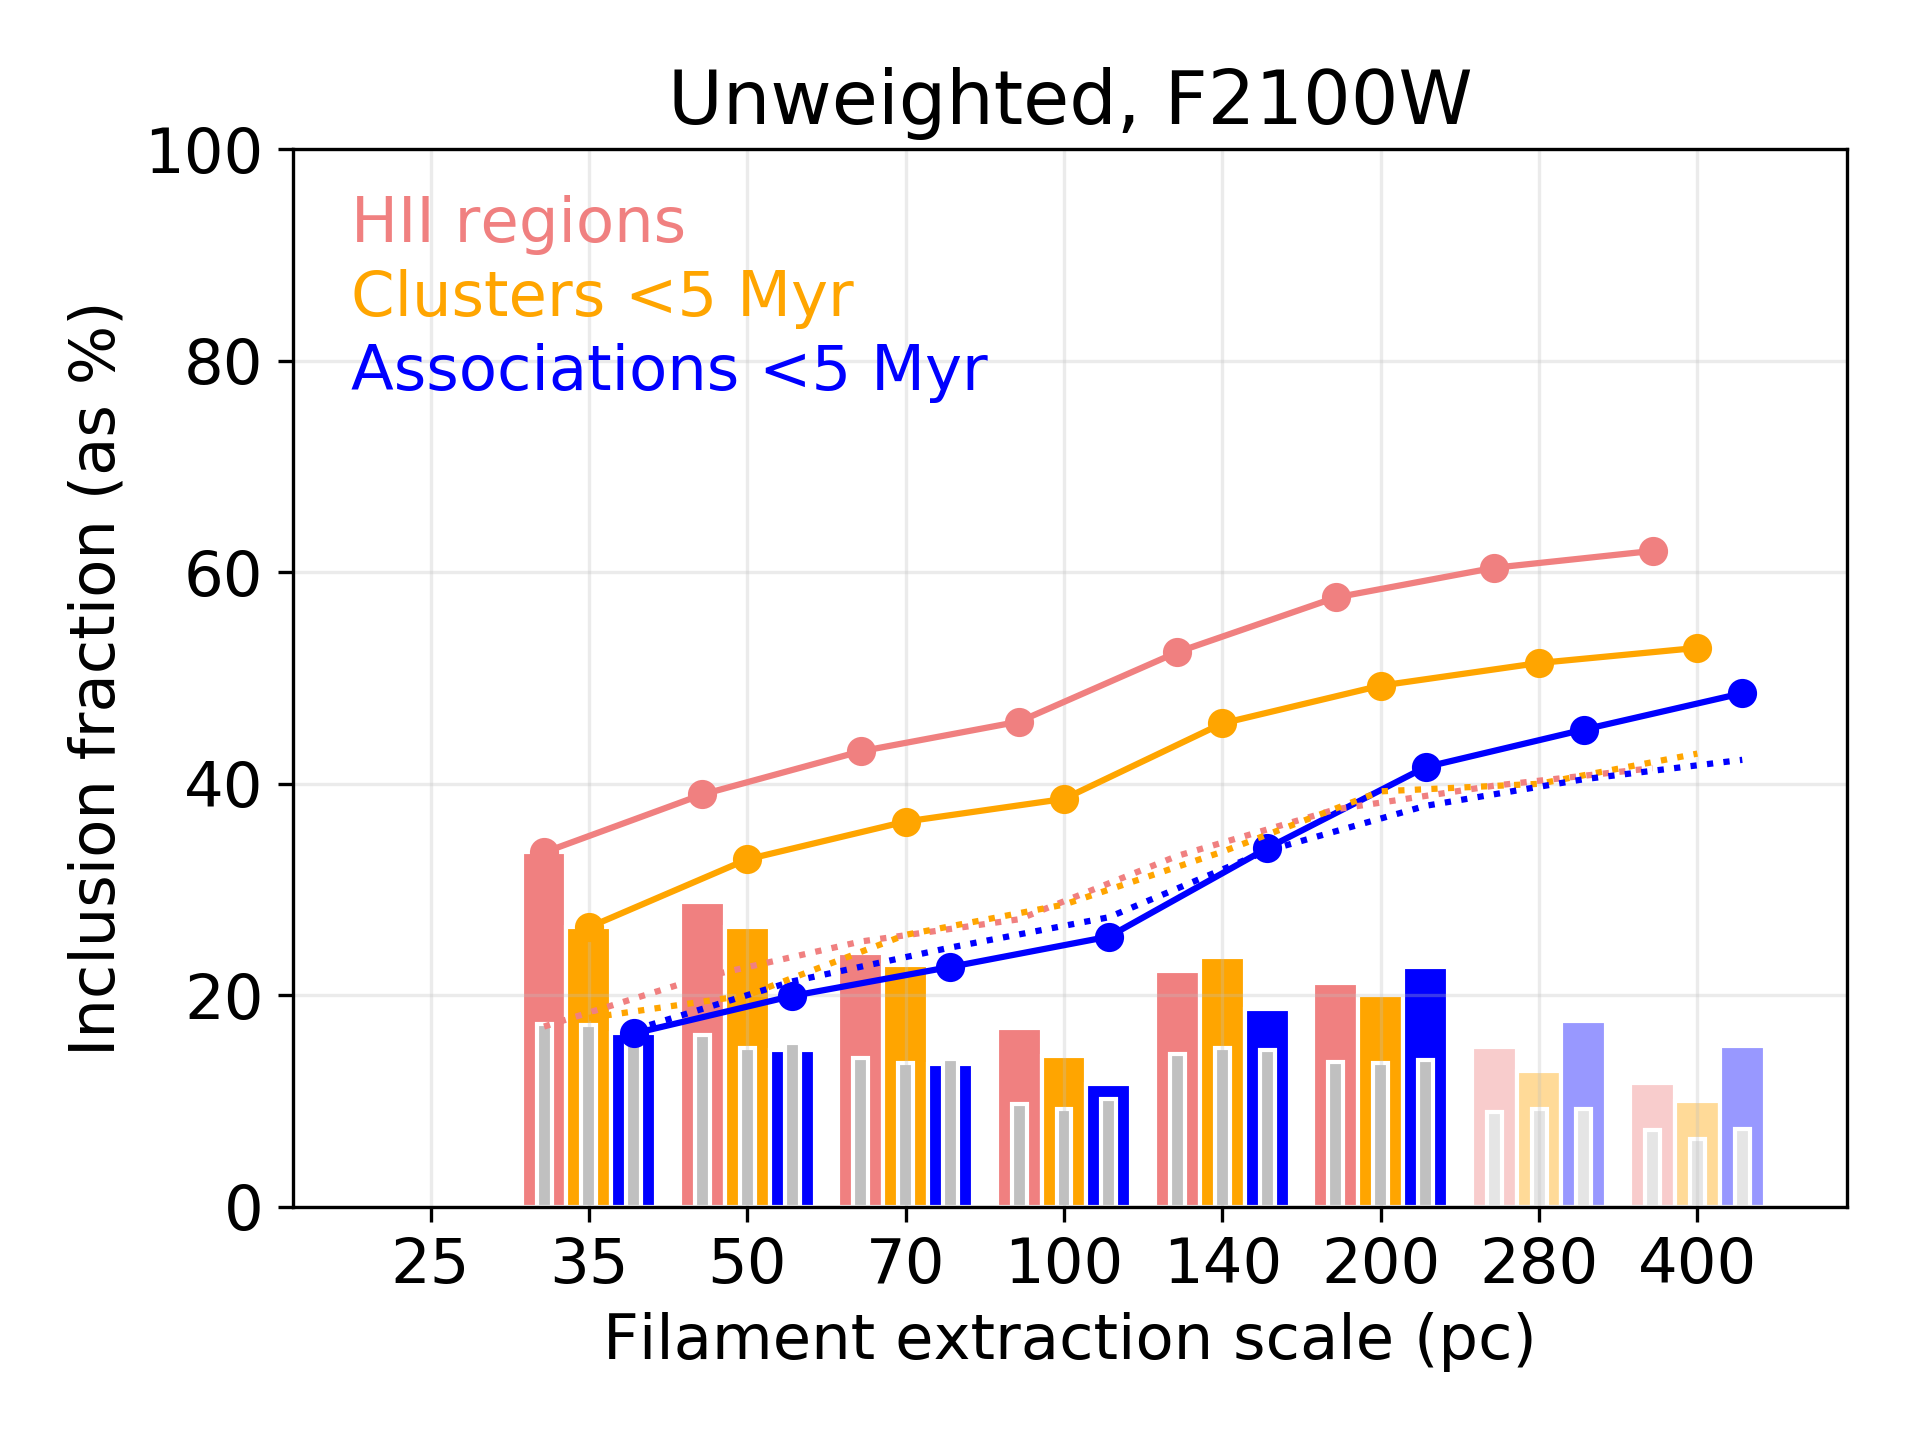 Unweighted, F2100W
HII regions
Clusters <5 Myr
Associations <5 Myr
Inclusion fraction (as %)
100
80
60
40
20
0
25 35 50 70 100 140 200 280 400
Filament extraction scale (pc)